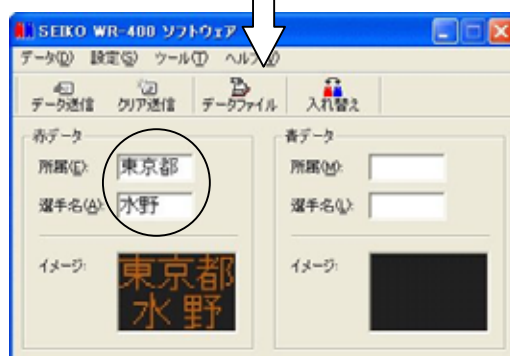 SEIKO WR-400 ソフトウェア
データ(D) 設定(S) ツール(T) ヘルプ
データ送信 クリア送信 データファイル 入れ替え
赤データ 青データ
所属(E): 東京都 所属(M):
選手名(A): 水野 選手名(L):
イメージ: 東京都 イメージ:
水野